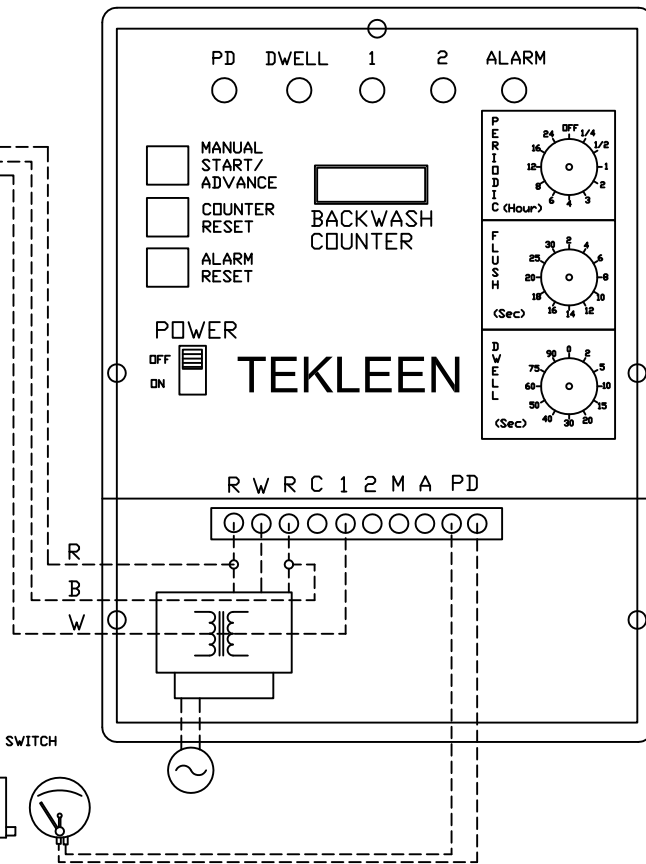 PD DWELL 1 2 ALARM
MANUAL
START/
ADVANCE
COUNTER
RESET
ALARM
RESET
BACKWASH
COUNTER
POWER
OFF
ON
TEKLEEN
PERIODIC (Hour)
OFF 1/4 1/2 1 2 3 4 6 8 12 16 24
FLUSH
(Sec)
2 4 6 8 10 12 14 16 18 20 25 30
DWELL
(Sec)
0 2 5 10 15 20 30 40 50 60 75 90
R W R C 1 2 M A PD
R
B
W
SWITCH